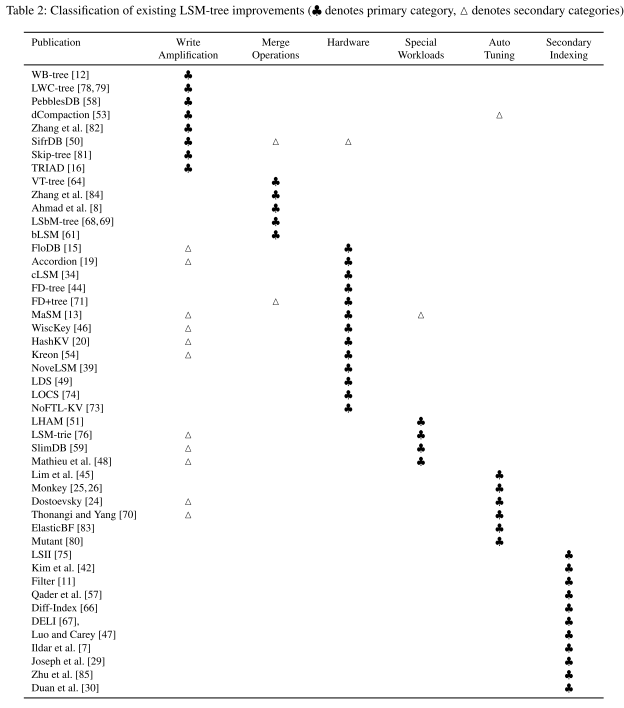 Table 2: Classification of existing LSM-tree improvements (♣ denotes primary category, △ denotes secondary categories)
Publication Write Amplification Merge Operations Hardware Special Workloads Auto Tuning Secondary Indexing
WB-tree [12] ♣
LWC-tree [78,79] ♣
PebblesDB [58] ♣
dCompaction [53] ♣ △
Zhang et al. [82] ♣
SifrDB [50] ♣ △ △
Skip-tree [81] ♣
TRIAD [16] ♣
VT-tree [64] ♣
Zhang et al. [84] ♣
Ahmad et al. [8] ♣
LSbM-tree [68,69] ♣
bLSM [61] ♣
FloDB [15] △ ♣
Accordion [19] △ ♣
cLSM [34] ♣
FD-tree [44] ♣
FD+tree [71] △ ♣
MaSM [13] △ ♣ △
WiscKey [46] △ ♣
HashKV [20] △ ♣
Kreon [54] △ ♣
NoveLSM [39] ♣
LDS [49] ♣
LOCS [74] ♣
NoFTL-KV [73] ♣
LHAM [51] ♣
LSM-trie [76] △ ♣
SlimDB [59] △ ♣
Mathieu et al. [48] △ ♣
Lim et al. [45] ♣
Monkey [25,26] ♣
Dostoevsky [24] △ ♣
Thonangi and Yang [70] △ ♣
ElasticBF [83] ♣
Mutant [80] ♣
LSII [75] ♣
Kim et al. [42] ♣
Filter [11] ♣
Qader et al. [57] ♣
Diff-Index [66] ♣
DELI [67], ♣
Luo and Carey [47] ♣
Ildar et al. [7] ♣
Joseph et al. [29] ♣
Zhu et al. [85] ♣
Duan et al. [30] ♣